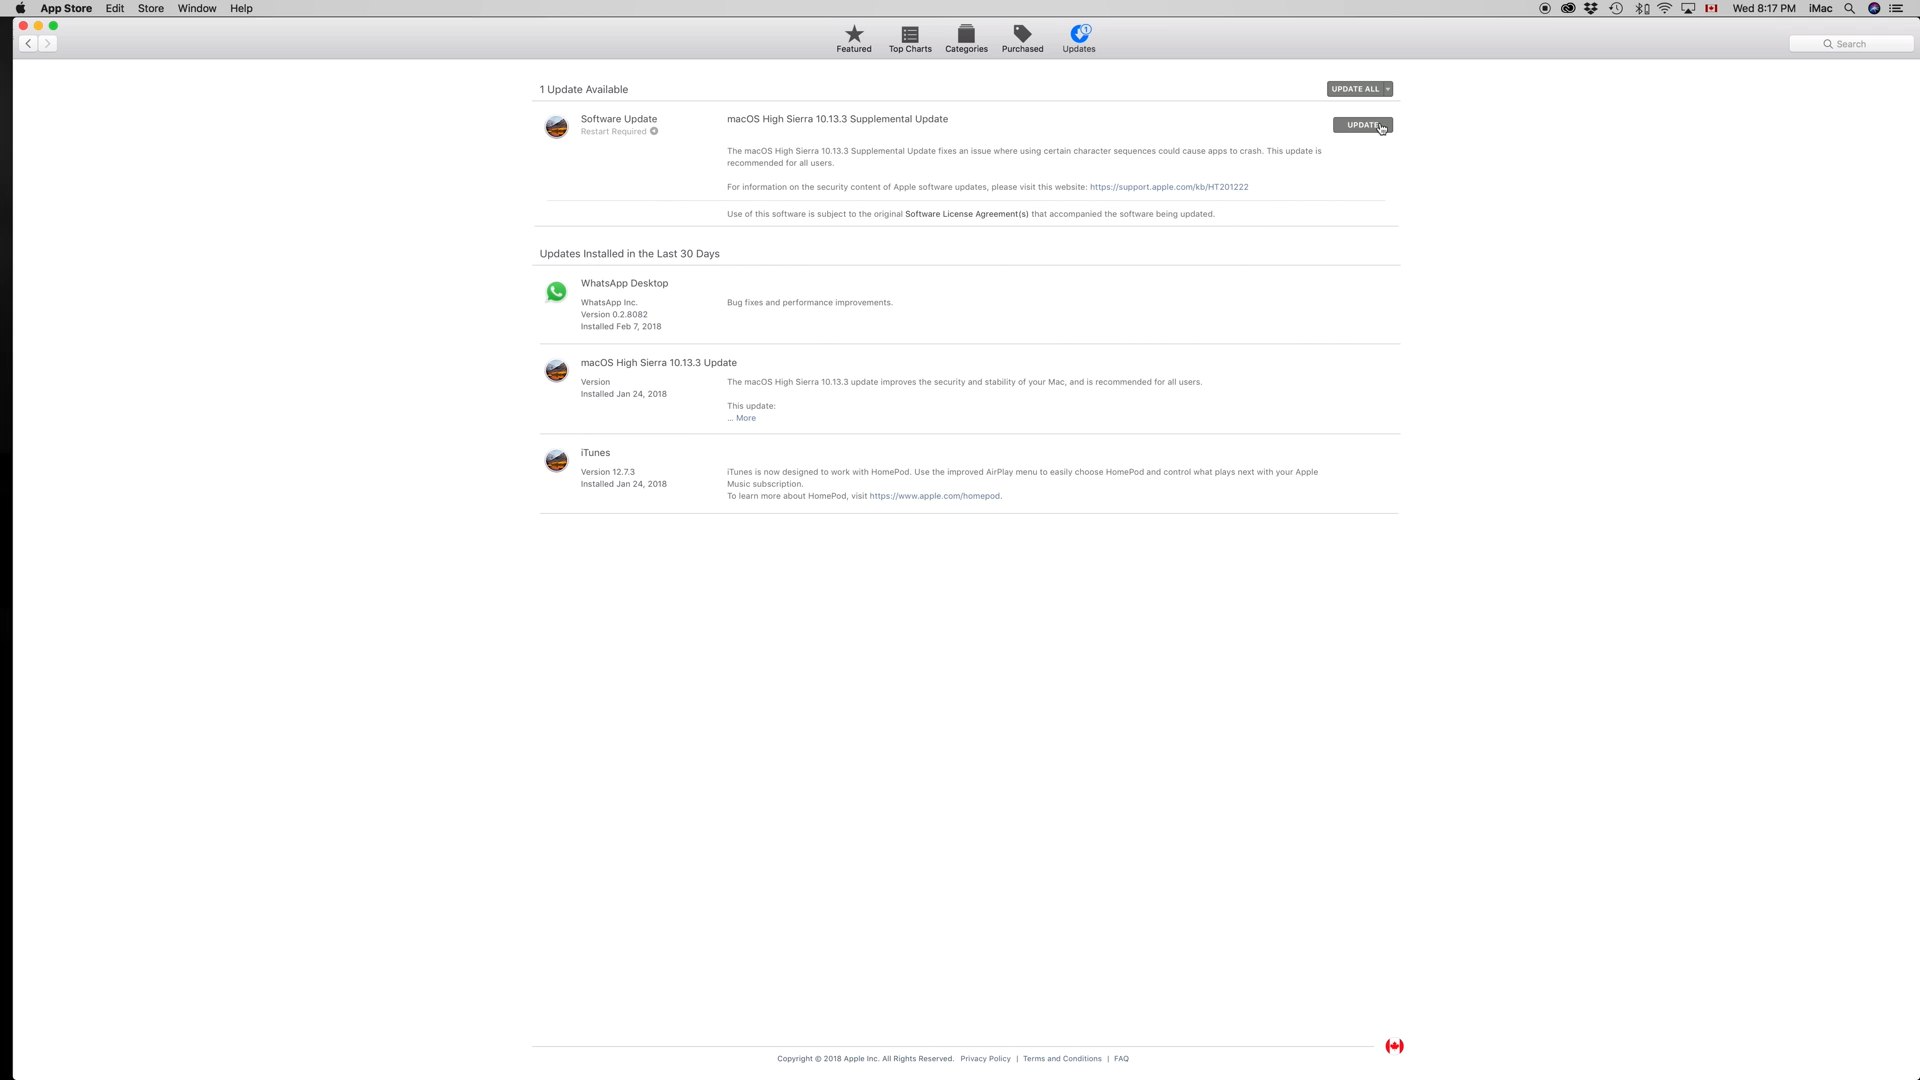 App Store Edit Store Window Help
Wed 8:17 PM iMac
Featured Top Charts Categories Purchased Updates
1
Search
1 Update Available
UPDATE ALL
Software Update
Restart Required
macOS High Sierra 10.13.3 Supplemental Update
UPDATE
The macOS High Sierra 10.13.3 Supplemental Update fixes an issue where using certain character sequences could cause apps to crash. This update is
recommended for all users.
For information on the security content of Apple software updates, please visit this website: https://support.apple.com/kb/HT201222
Use of this software is subject to the original Software License Agreement(s) that accompanied the software being updated.
Updates Installed in the Last 30 Days
WhatsApp Desktop
WhatsApp Inc.
Version 0.2.8082
Installed Feb 7, 2018
Bug fixes and performance improvements.
macOS High Sierra 10.13.3 Update
Version
Installed Jan 24, 2018
The macOS High Sierra 10.13.3 update improves the security and stability of your Mac, and is recommended for all users.
This update:
... More
iTunes
Version 12.7.3
Installed Jan 24, 2018
iTunes is now designed to work with HomePod. Use the improved AirPlay menu to easily choose HomePod and control what plays next with your Apple
Music subscription.
To learn more about HomePod, visit https://www.apple.com/homepod.
Copyright © 2018 Apple Inc. All Rights Reserved. Privacy Policy | Terms and Conditions | FAQ